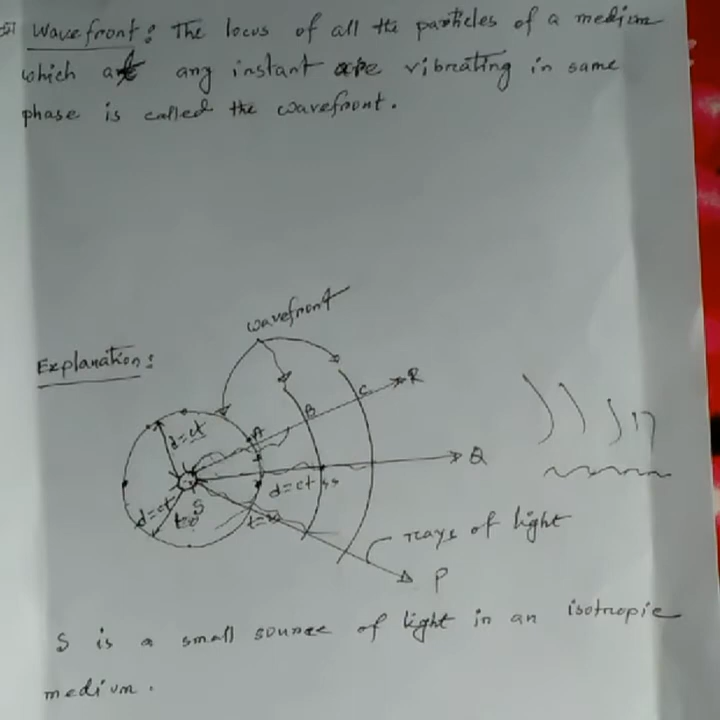 Wavefront: The locus of all the particles of a medium
which at any instant are vibrating in same
phase is called the wavefront.
wavefront
Explanation:
R
C
B
A
d=ct
Q
d=ct
d=ct
S
t=0
rays of light
P
S is a small source of light in an isotropic
medium.